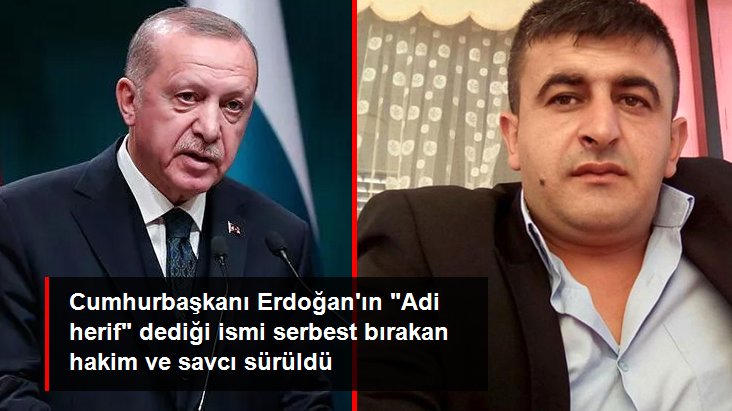 Cumhurbaşkanı Erdoğan'ın "Adi
herif" dediği ismi serbest bırakan
hakim ve savcı sürüldü